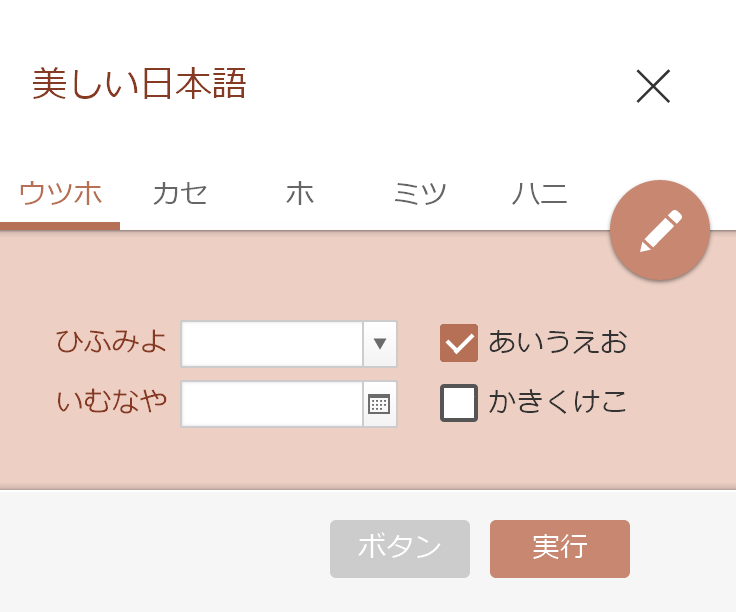 美しい日本語
ウツホ カセ ホ ミツ ハニ
ひふみよ あいうえお
いむなや かきくけこ
ボタン 実行